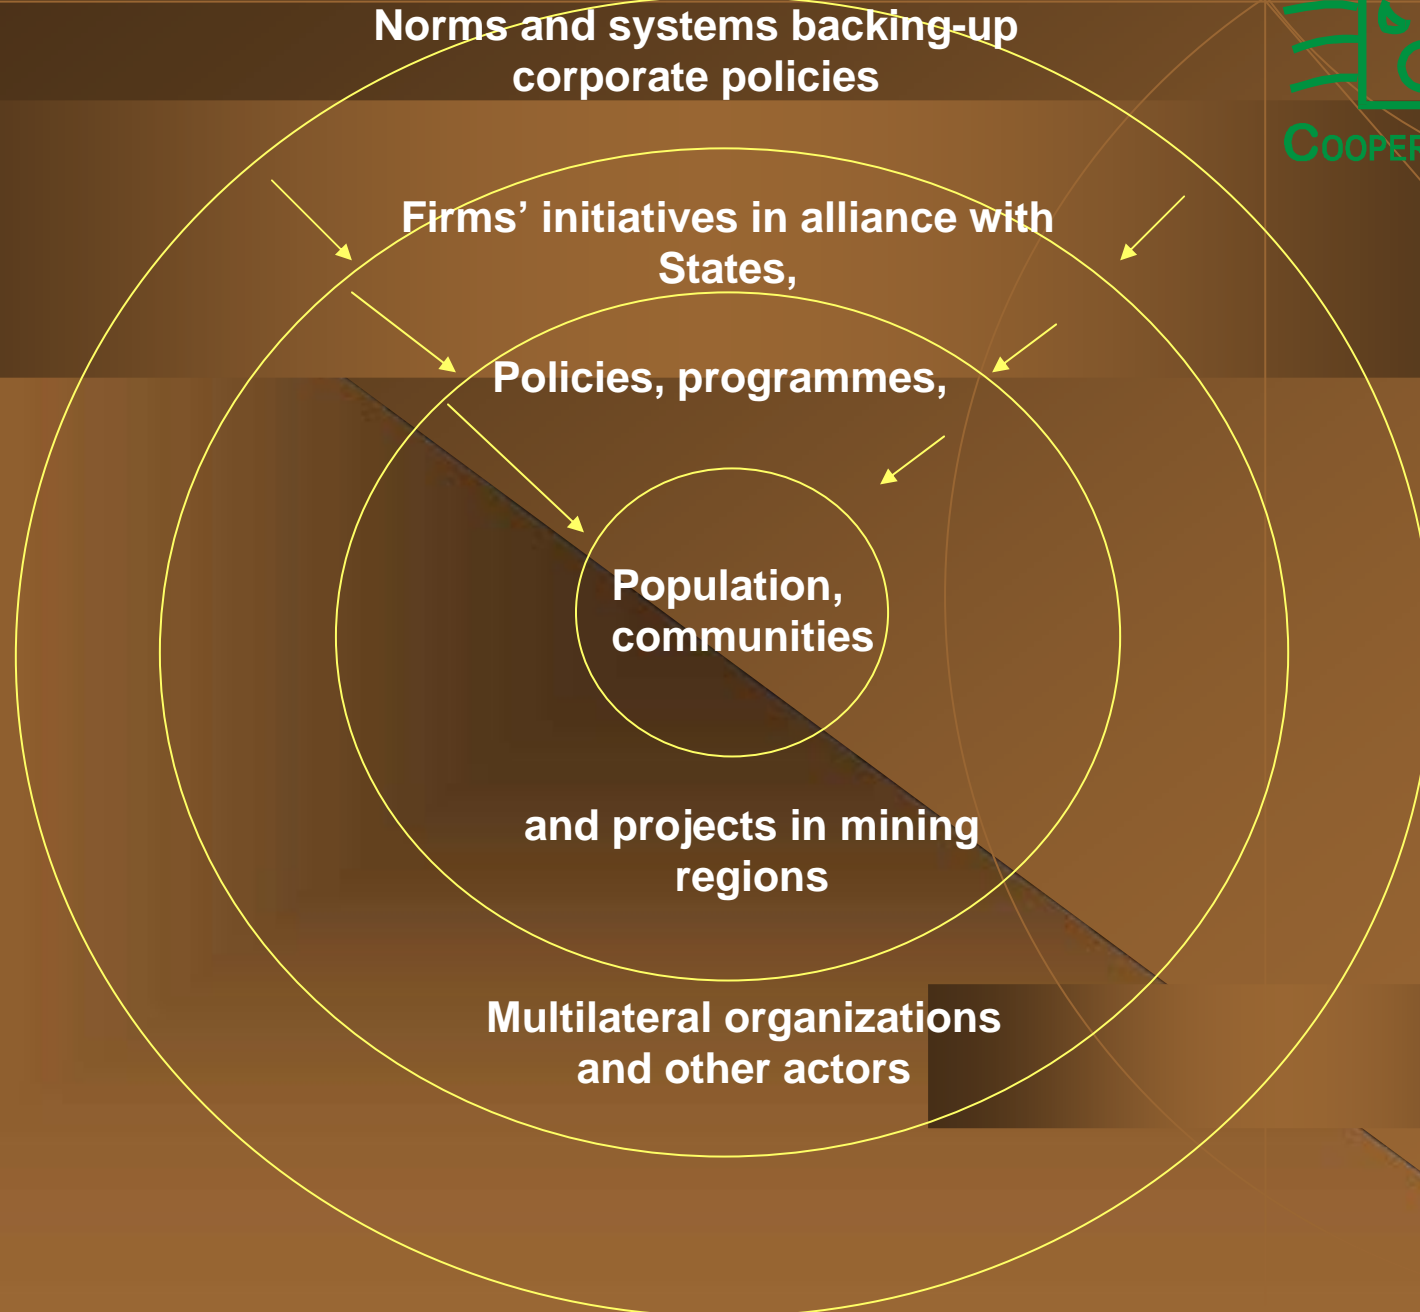 Norms and systems backing-up
corporate policies
Firms’ initiatives in alliance with
States,
Policies, programmes,
Population,
communities
and projects in mining
regions
Multilateral organizations
and other actors